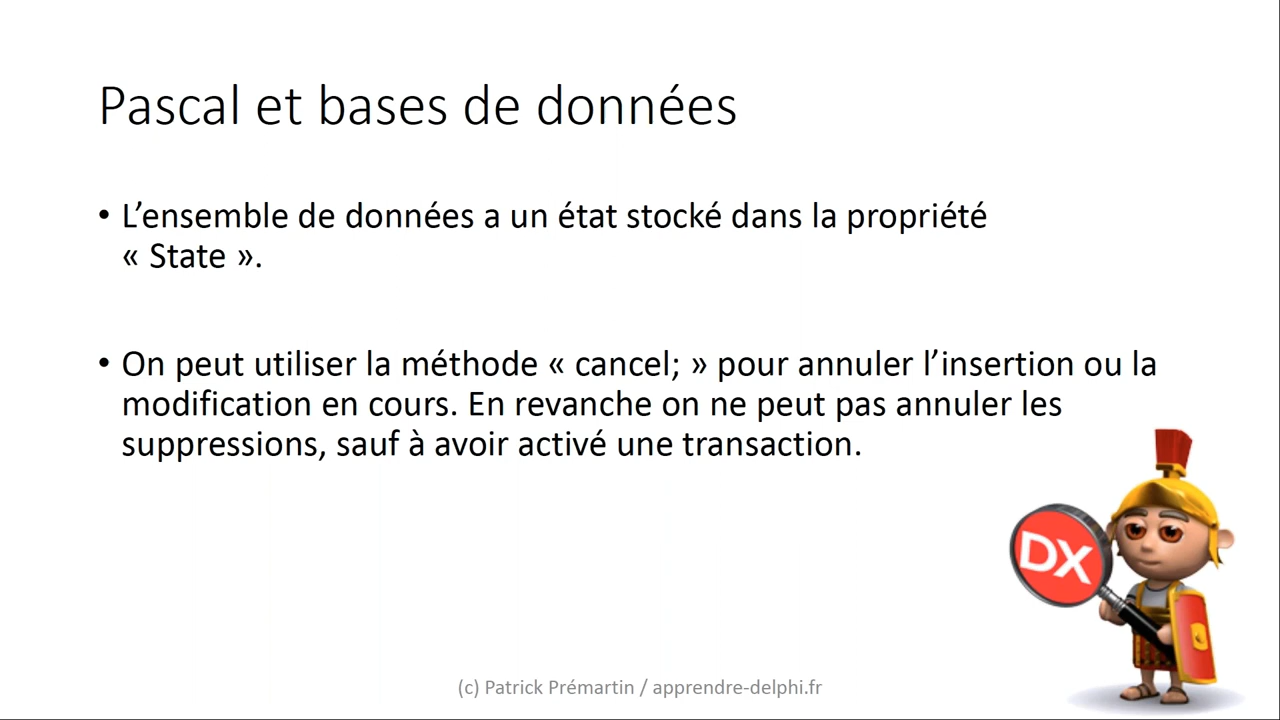 Pascal et bases de données
• L’ensemble de données a un état stocké dans la propriété
« State ».
• On peut utiliser la méthode « cancel; » pour annuler l’insertion ou la
modification en cours. En revanche on ne peut pas annuler les
suppressions, sauf à avoir activé une transaction.
DX
(c) Patrick Prémartin / apprendre-delphi.fr